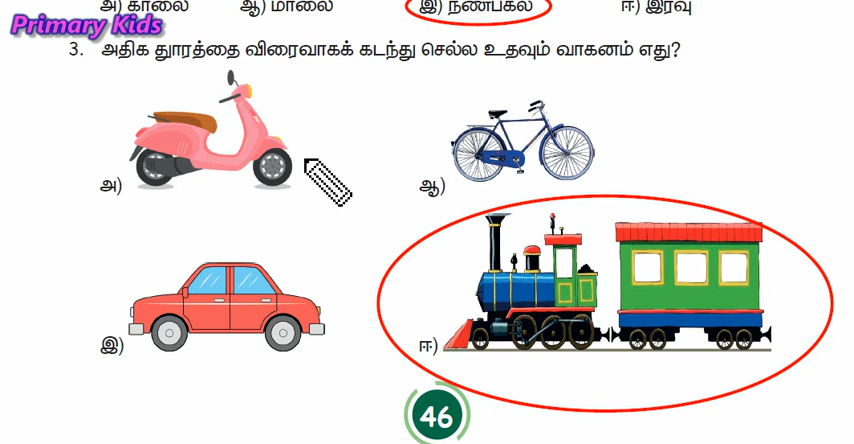 அ) காலை ஆ) மாலை இ) நண்பகல் ஈ) இரவு
Primary Kids
3. அதிக தூரத்தை விரைவாகக் கடந்து செல்ல உதவும் வாகனம் எது?
அ) ஆ)
இ) ஈ)
46